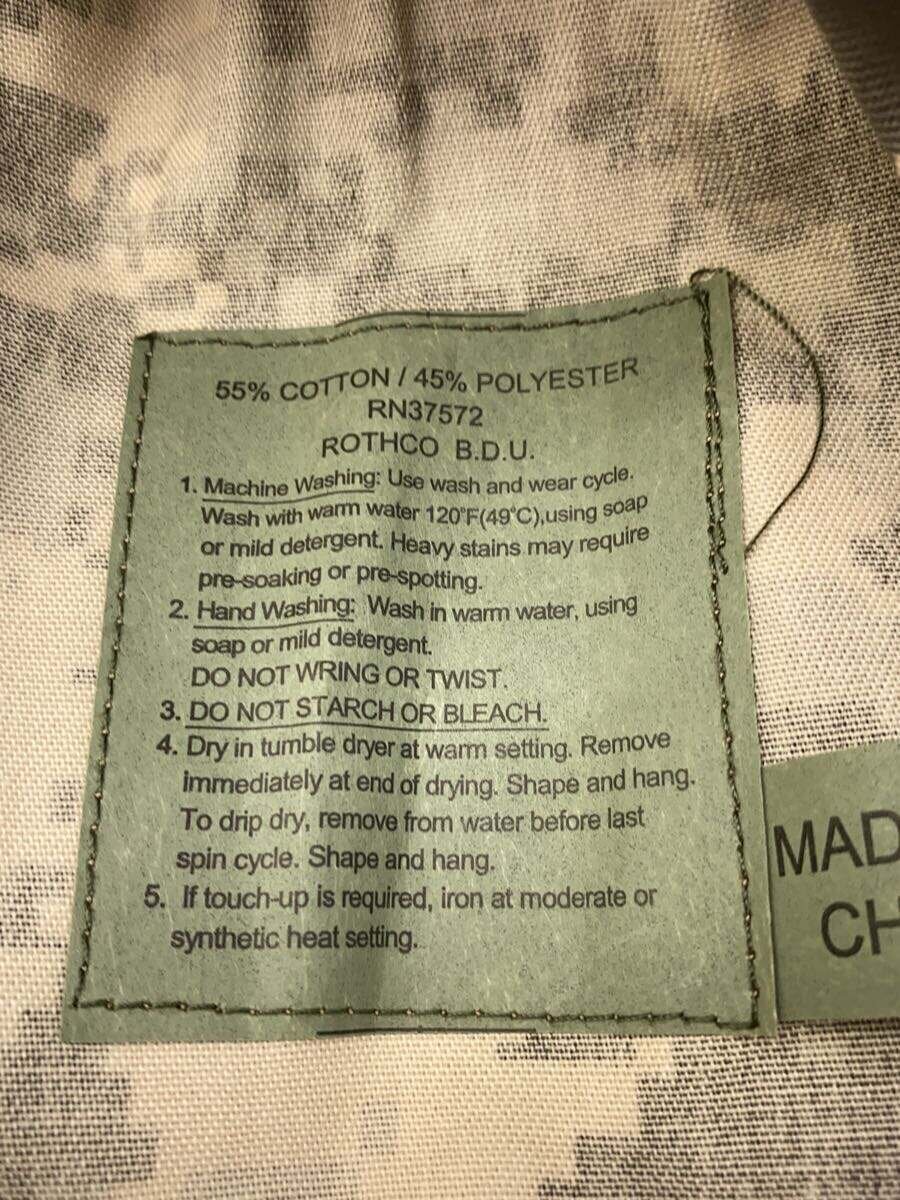 55% COTTON / 45% POLYESTER
RN37572
ROTHCO B.D.U.
1. Machine Washing: Use wash and wear cycle.
Wash with warm water 120°F(49°C),using soap
or mild detergent. Heavy stains may require
pre-soaking or pre-spotting.
2. Hand Washing: Wash in warm water, using
soap or mild detergent.
DO NOT WRING OR TWIST.
3. DO NOT STARCH OR BLEACH.
4. Dry in tumble dryer at warm setting. Remove
immediately at end of drying. Shape and hang.
To drip dry, remove from water before last
spin cycle. Shape and hang.
5. If touch-up is required, iron at moderate or
synthetic heat setting.
MAD
CH